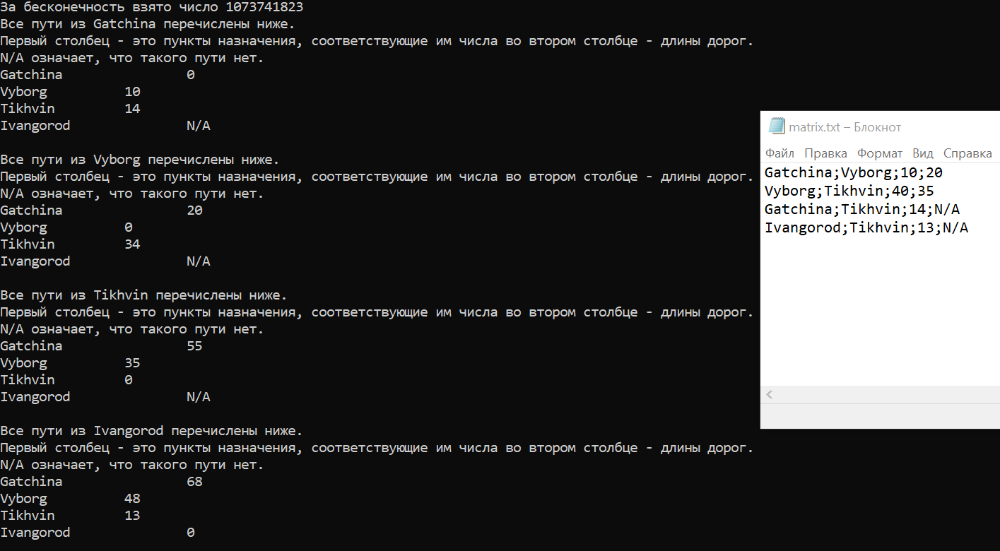 За бесконечность взято число 1073741823
Все пути из Gatchina перечислены ниже.
Первый столбец - это пункты назначения, соответствующие им числа во втором столбце - длины дорог.
N/A означает, что такого пути нет.
Gatchina 0
Vyborg 10
Tikhvin 14
Ivangorod N/A
Все пути из Vyborg перечислены ниже.
Первый столбец - это пункты назначения, соответствующие им числа во втором столбце - длины дорог.
N/A означает, что такого пути нет.
Gatchina 20
Vyborg 0
Tikhvin 34
Ivangorod N/A
Все пути из Tikhvin перечислены ниже.
Первый столбец - это пункты назначения, соответствующие им числа во втором столбце - длины дорог.
N/A означает, что такого пути нет.
Gatchina 55
Vyborg 35
Tikhvin 0
Ivangorod N/A
Все пути из Ivangorod перечислены ниже.
Первый столбец - это пункты назначения, соответствующие им числа во втором столбце - длины дорог.
N/A означает, что такого пути нет.
Gatchina 68
Vyborg 48
Tikhvin 13
Ivangorod 0
matrix.txt – Блокнот
Файл Правка Формат Вид Справка
Gatchina;Vyborg;10;20
Vyborg;Tikhvin;40;35
Gatchina;Tikhvin;14;N/A
Ivangorod;Tikhvin;13;N/A